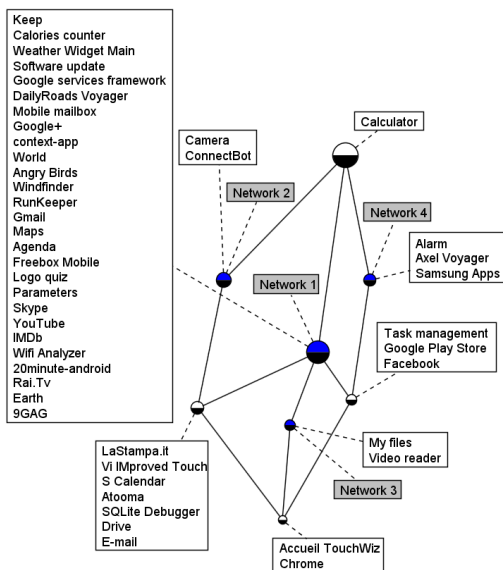 Keep
Calories counter
Weather Widget Main
Software update
Google services framework
DailyRoads Voyager
Mobile mailbox
Google+
context-app
World
Angry Birds
Windfinder
RunKeeper
Gmail
Maps
Agenda
Freebox Mobile
Logo quiz
Parameters
Skype
YouTube
IMDb
Wifi Analyzer
20minute-android
Rai.Tv
Earth
9GAG
Calculator
Camera
ConnectBot
Network 2
Network 4
Alarm
Axel Voyager
Samsung Apps
Network 1
Task management
Google Play Store
Facebook
My files
Video reader
Network 3
LaStampa.it
Vi IMproved Touch
S Calendar
Atooma
SQLite Debugger
Drive
E-mail
Accueil TouchWiz
Chrome